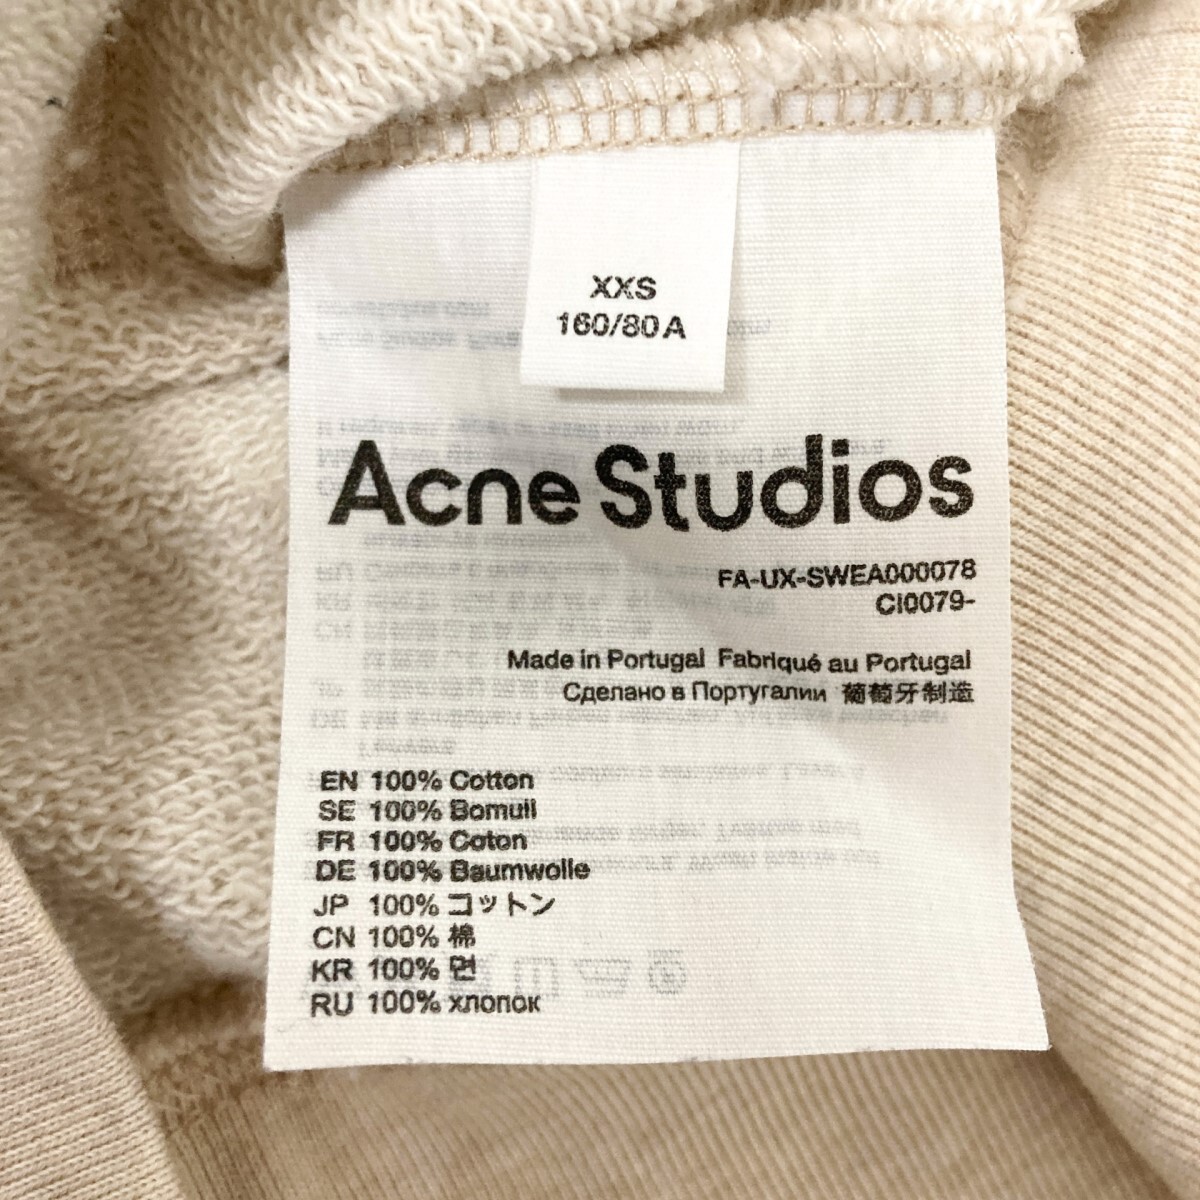 XXS
160/80A
Acne Studios
FA-UX-SWEA000078
CI0079-
Made in Portugal Fabriqué au Portugal
Сделано в Португалии 葡萄牙制造
EN 100% Cotton
SE 100% Bomull
FR 100% Coton
DE 100% Baumwolle
JP 100% コットン
CN 100% 棉
KR 100% 면
RU 100% хлопок